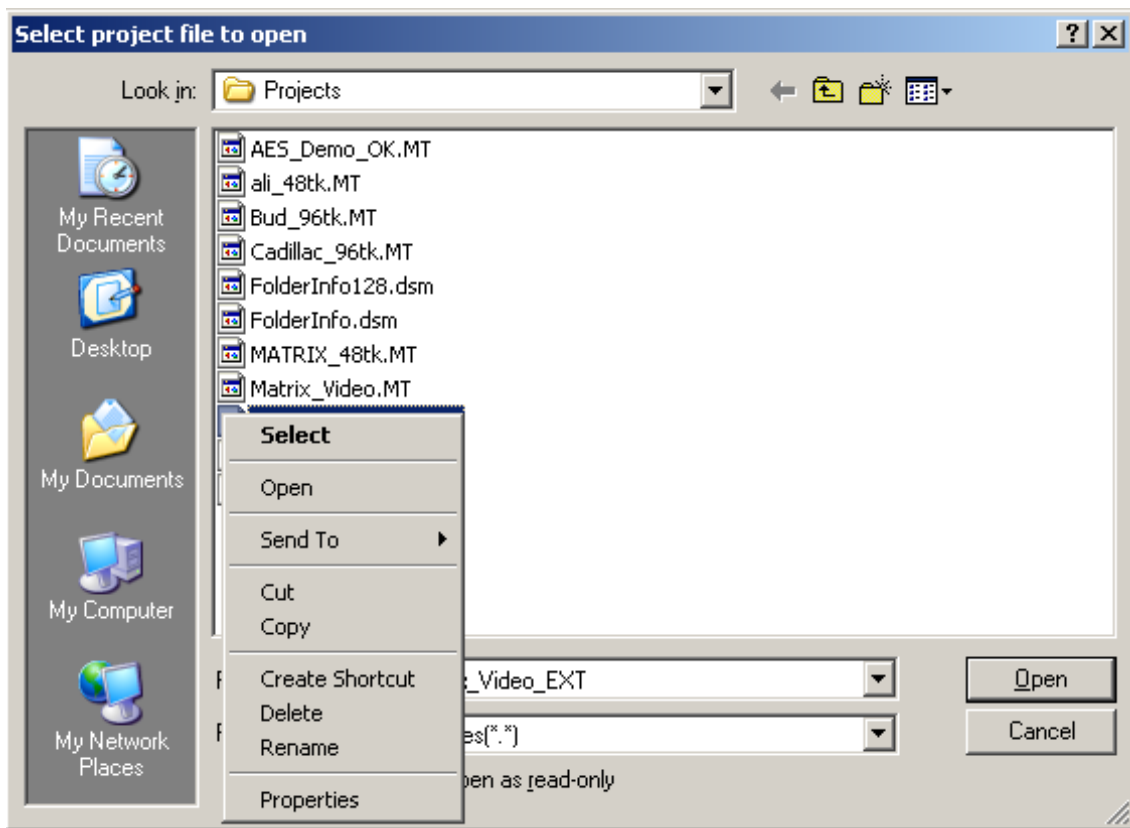 Select project file to open
Look in: Projects
My Recent
Documents
Desktop
My Documents
My Computer
My Network
Places
AES_Demo_OK.MT
ali_48tk.MT
Bud_96tk.MT
Cadillac_96tk.MT
FolderInfo128.dsm
FolderInfo.dsm
MATRIX_48tk.MT
Matrix_Video.MT
Select
Open
Send To
Cut
Copy
Create Shortcut
Delete
Rename
Properties
_Video_EXT
Open
(*.*)
Cancel
as read-only